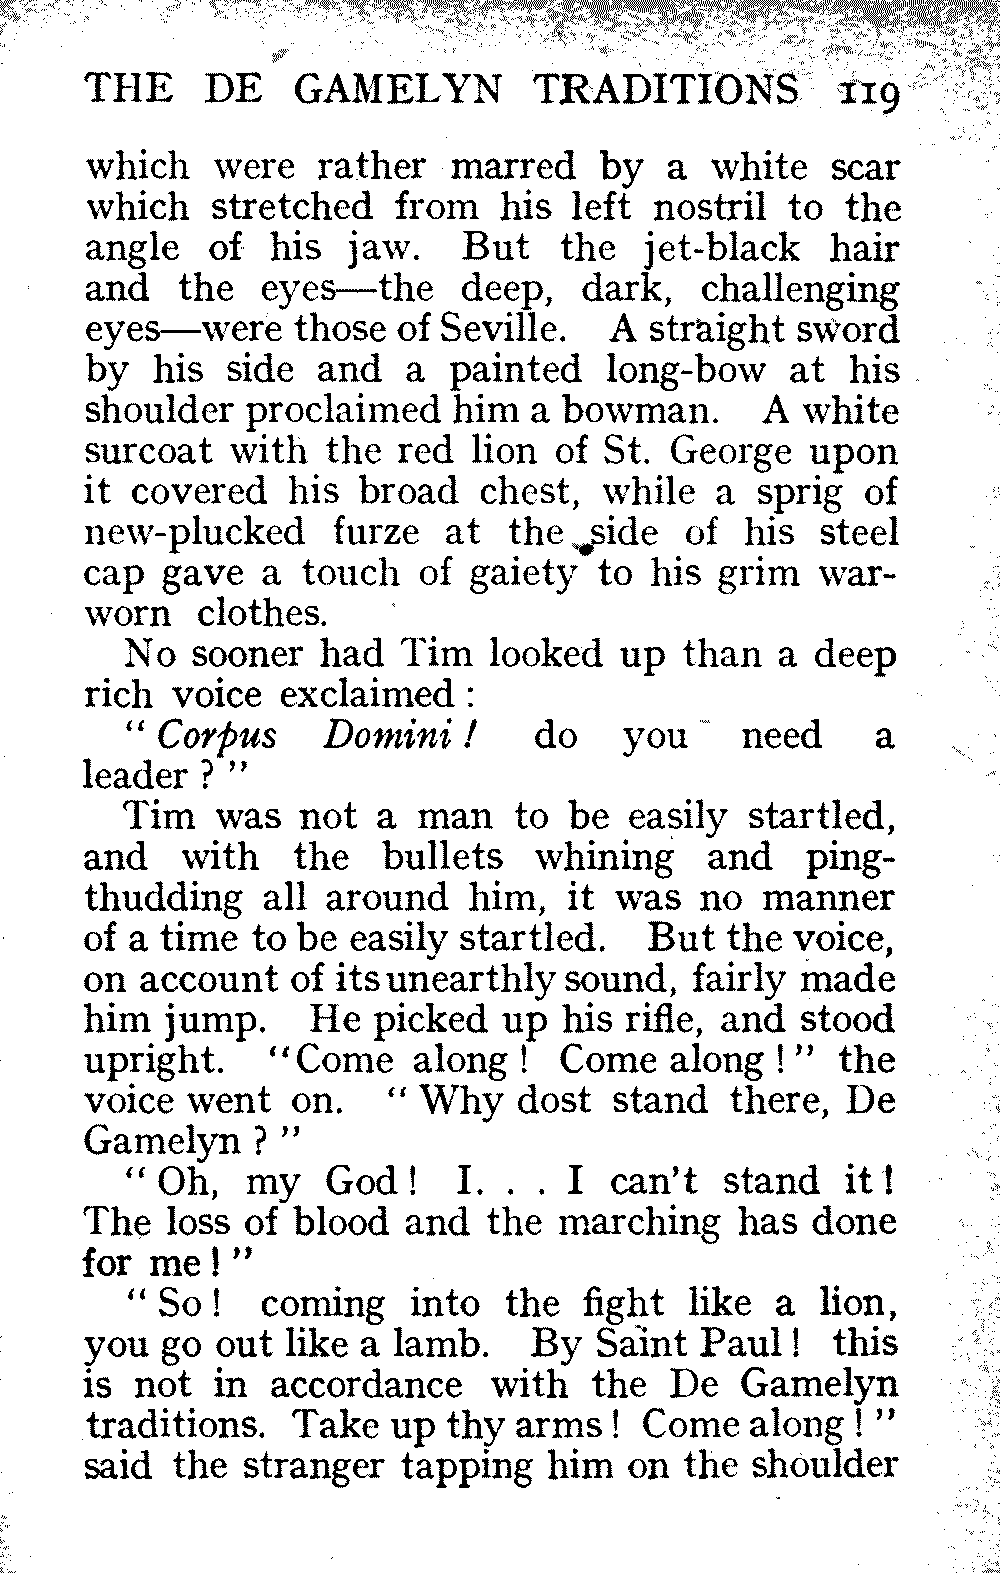 THE DE GAMELYN TRADITIONS 119
which were rather marred by a white scar
which stretched from his left nostril to the
angle of his jaw. But the jet-black hair
and the eyes—the deep, dark, challenging
eyes—were those of Seville. A straight sword
by his side and a painted long-bow at his
shoulder proclaimed him a bowman. A white
surcoat with the red lion of St. George upon
it covered his broad chest, while a sprig of
new-plucked furze at the side of his steel
cap gave a touch of gaiety to his grim war-
worn clothes.
No sooner had Tim looked up than a deep
rich voice exclaimed :
“ Corpus Domini ! do you need a
leader ? ”
Tim was not a man to be easily startled,
and with the bullets whining and ping-
thudding all around him, it was no manner
of a time to be easily startled. But the voice,
on account of its unearthly sound, fairly made
him jump. He picked up his rifle, and stood
upright. “Come along ! Come along ! ” the
voice went on. “ Why dost stand there, De
Gamelyn ? ”
“ Oh, my God ! I. . . I can't stand it !
The loss of blood and the marching has done
for me ! ”
“ So ! coming into the fight like a lion,
you go out like a lamb. By Saint Paul ! this
is not in accordance with the De Gamelyn
traditions. Take up thy arms ! Come along ! ”
said the stranger tapping him on the shoulder